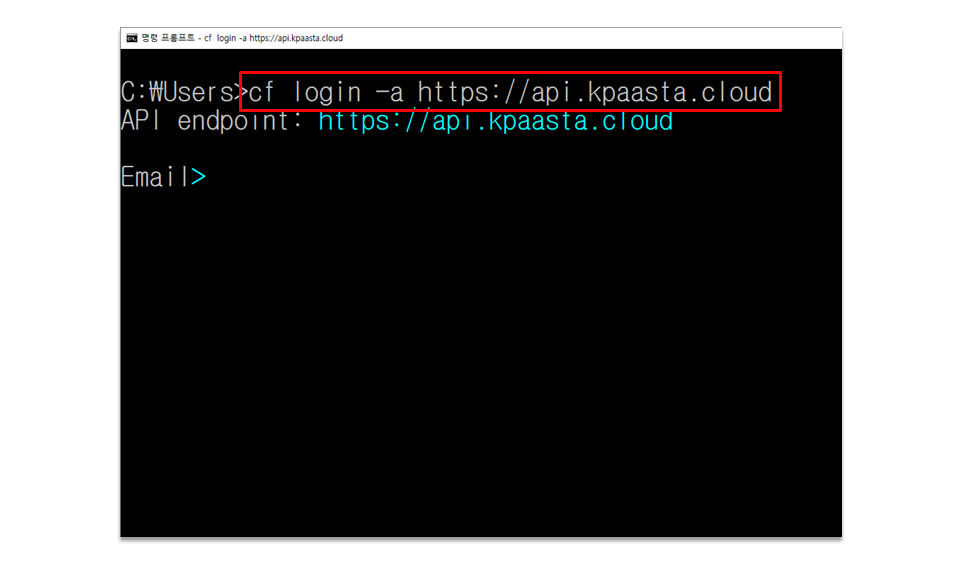 명령 프롬프트 - cf login -a https://api.kpaasta.cloud
C:₩Users>cf login -a https://api.kpaasta.cloud
API endpoint: https://api.kpaasta.cloud
Email>